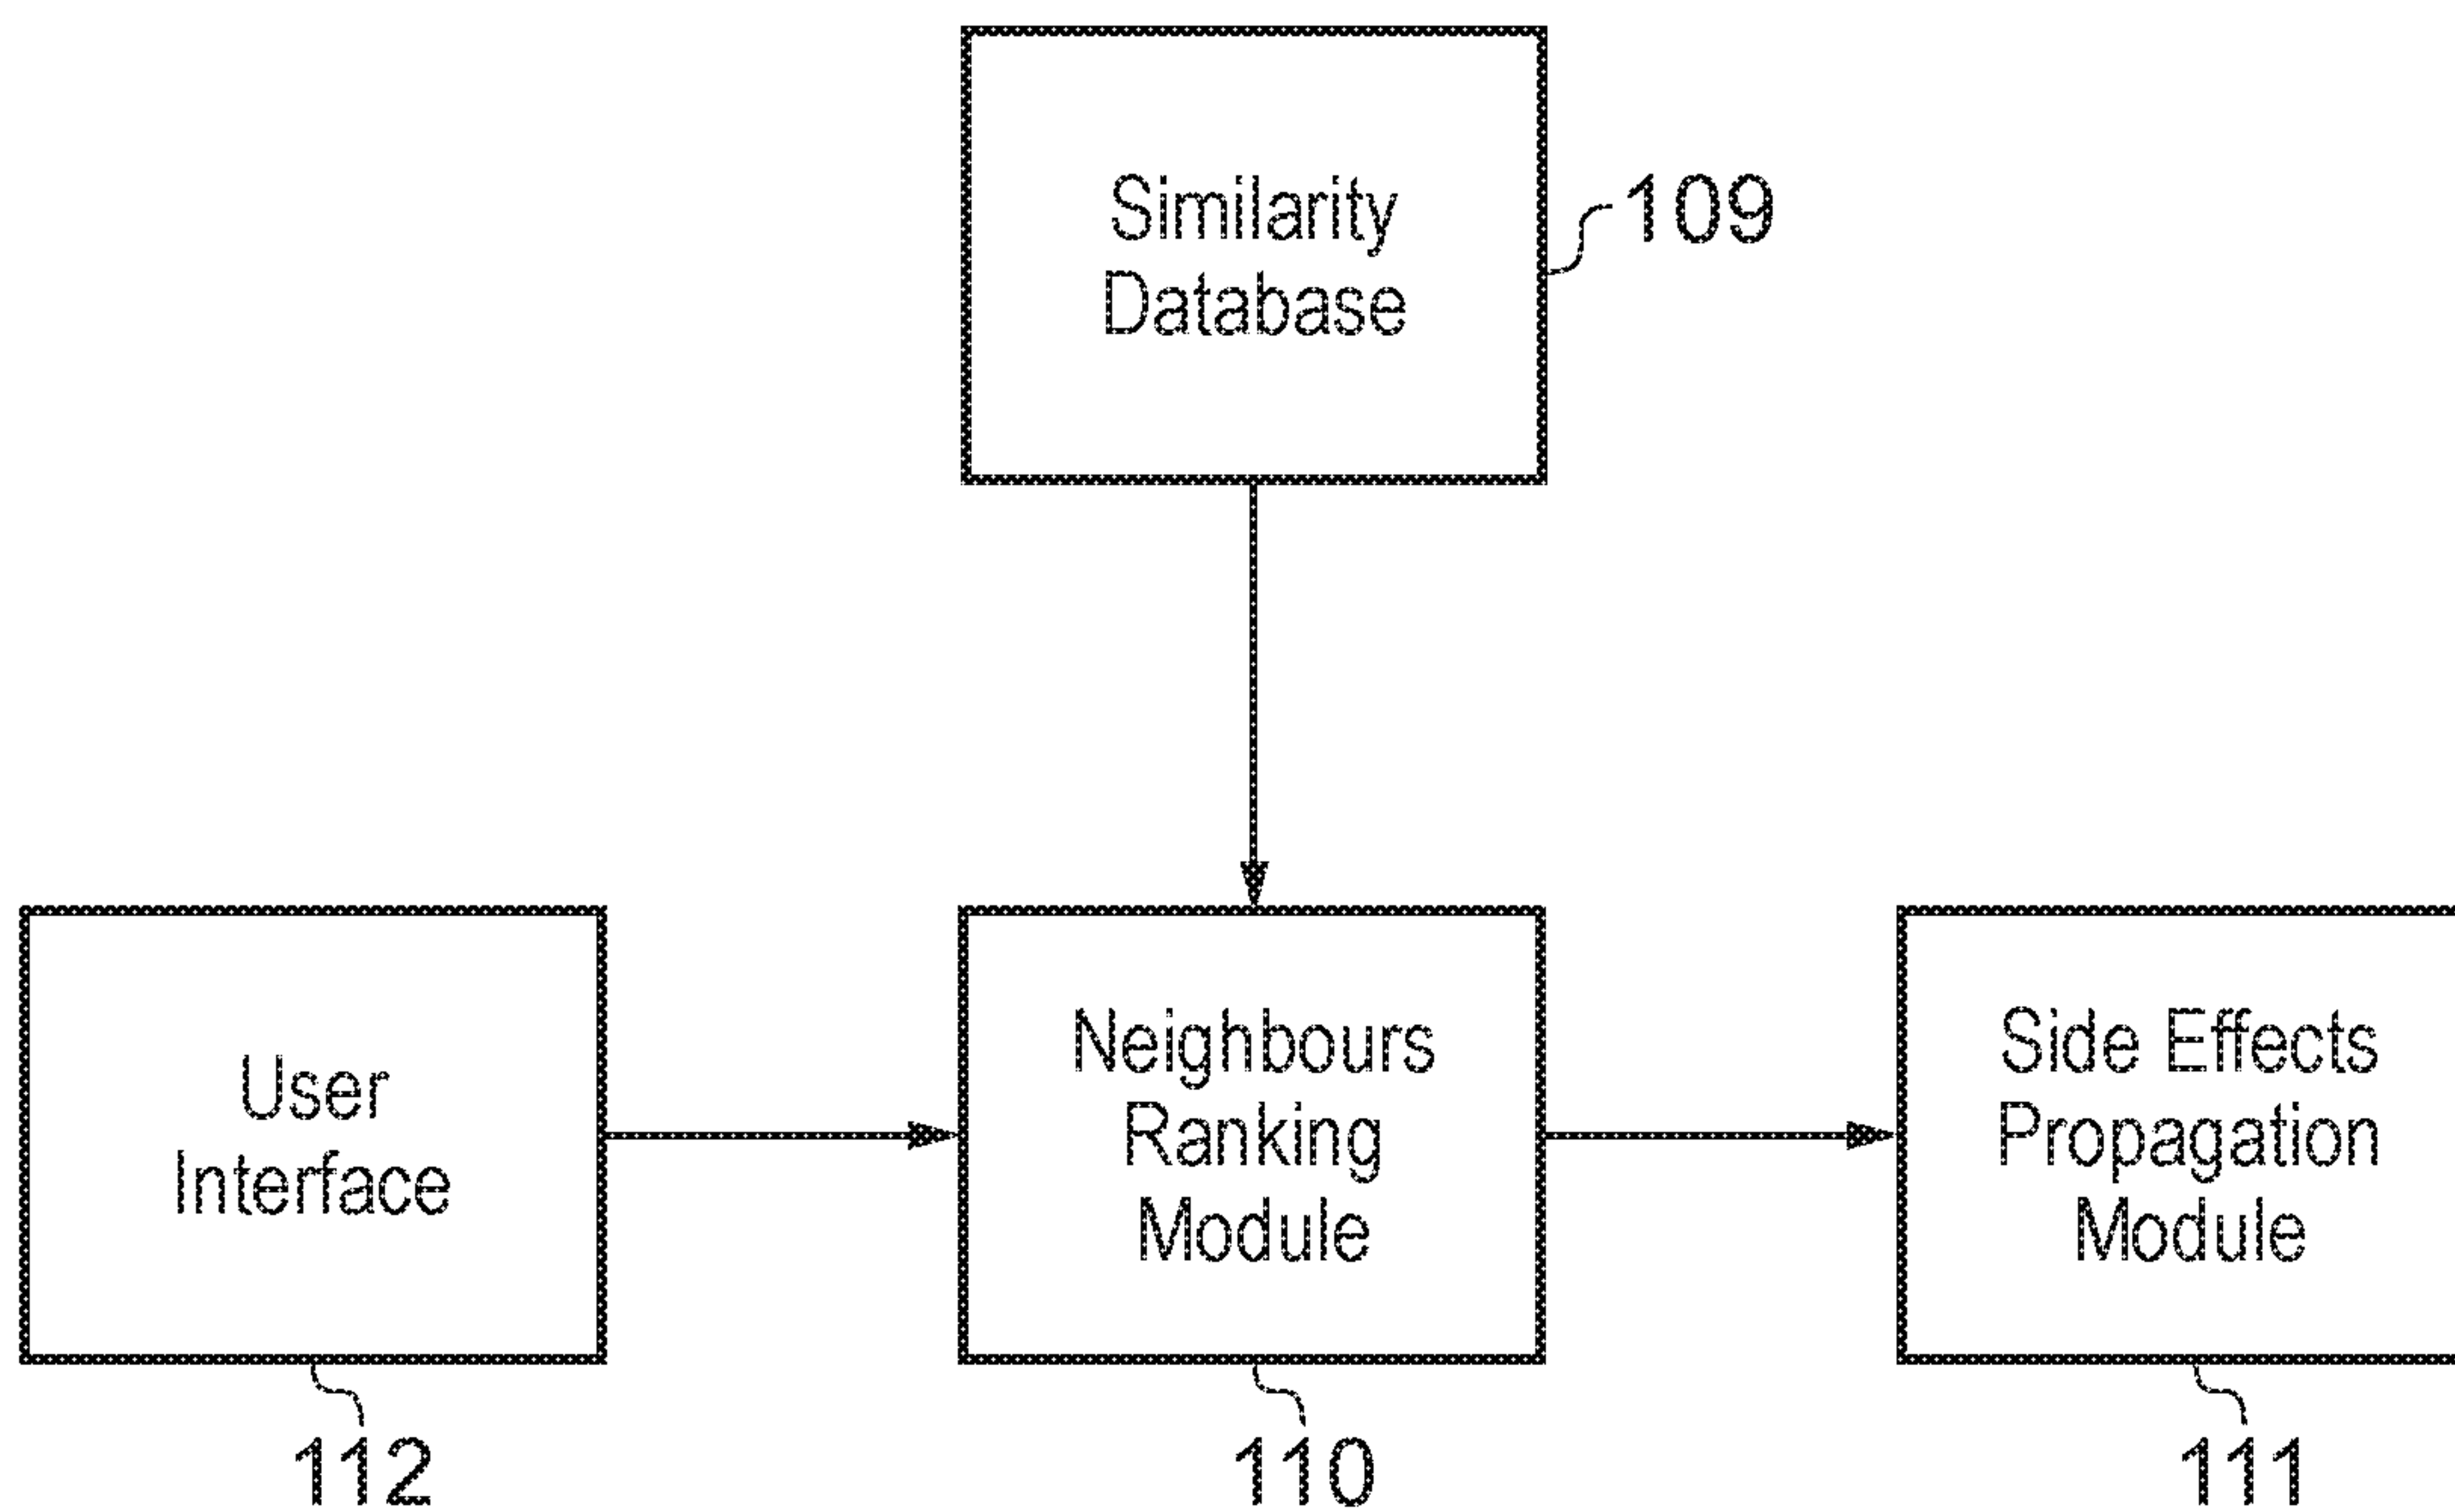 Similarity
Database
109
User
Interface
112
Neighbours
Ranking
Module
110
Side Effects
Propagation
Module
111